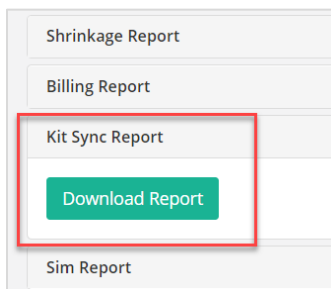 Shrinkage Report
Billing Report
Kit Sync Report
Download Report
Sim Report